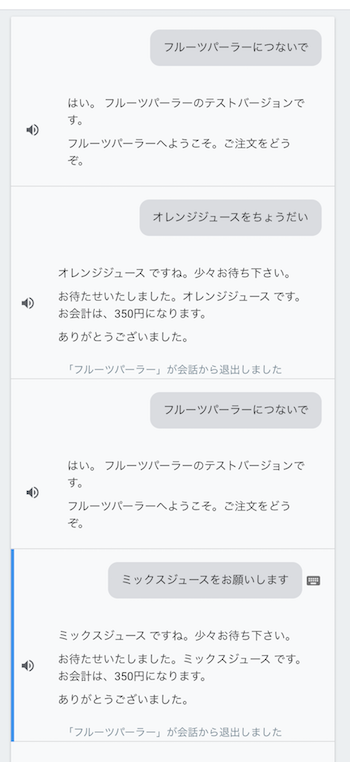 フルーツパーラーにつないで
はい。 フルーツパーラーのテストバージョンで
す。
フルーツパーラーへようこそ。ご注文をどう
ぞ。
オレンジジュースをちょうだい
オレンジジュース ですね。少々お待ち下さい。
お待たせいたしました。オレンジジュース です。
お会計は、350円になります。
ありがとうございました。
「フルーツパーラー」が会話から退出しました
フルーツパーラーにつないで
はい。 フルーツパーラーのテストバージョンで
す。
フルーツパーラーへようこそ。ご注文をどう
ぞ。
ミックスジュースをお願いします
ミックスジュース ですね。少々お待ち下さい。
お待たせいたしました。ミックスジュース です。
お会計は、350円になります。
ありがとうございました。
「フルーツパーラー」が会話から退出しました